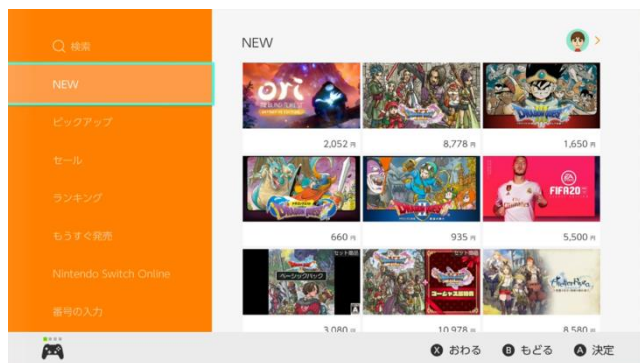 検索
NEW
ピックアップ
セール
ランキング
もうすぐ発売
Nintendo Switch Online
番号の入力
NEW
ori
2,052 円
8,778 円
1,650 円
EA
FIFA20
660 円
935 円
5,500 円
セット商品
セット商品
ベーシックパック
3,080 円
10,978 円
8,580 円
X おわる
B もどる
A 決定